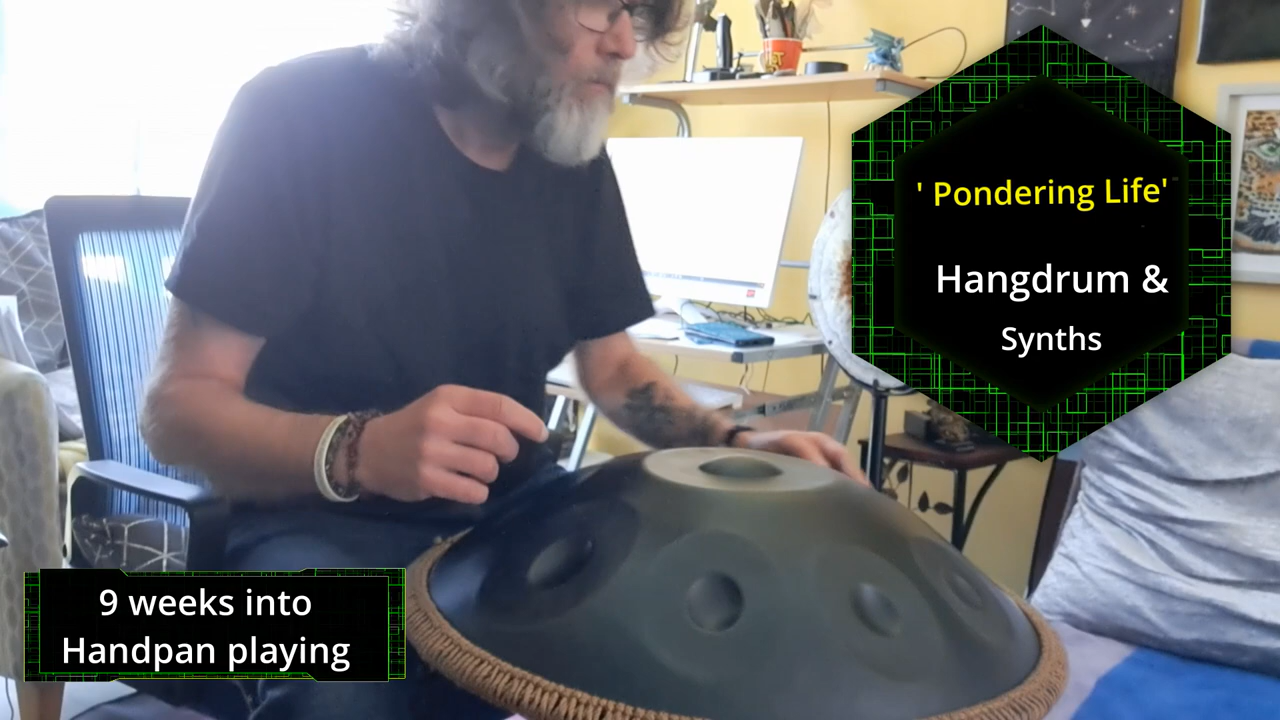 ' Pondering Life'
Hangdrum &
Synths
9 weeks into
Handpan playing